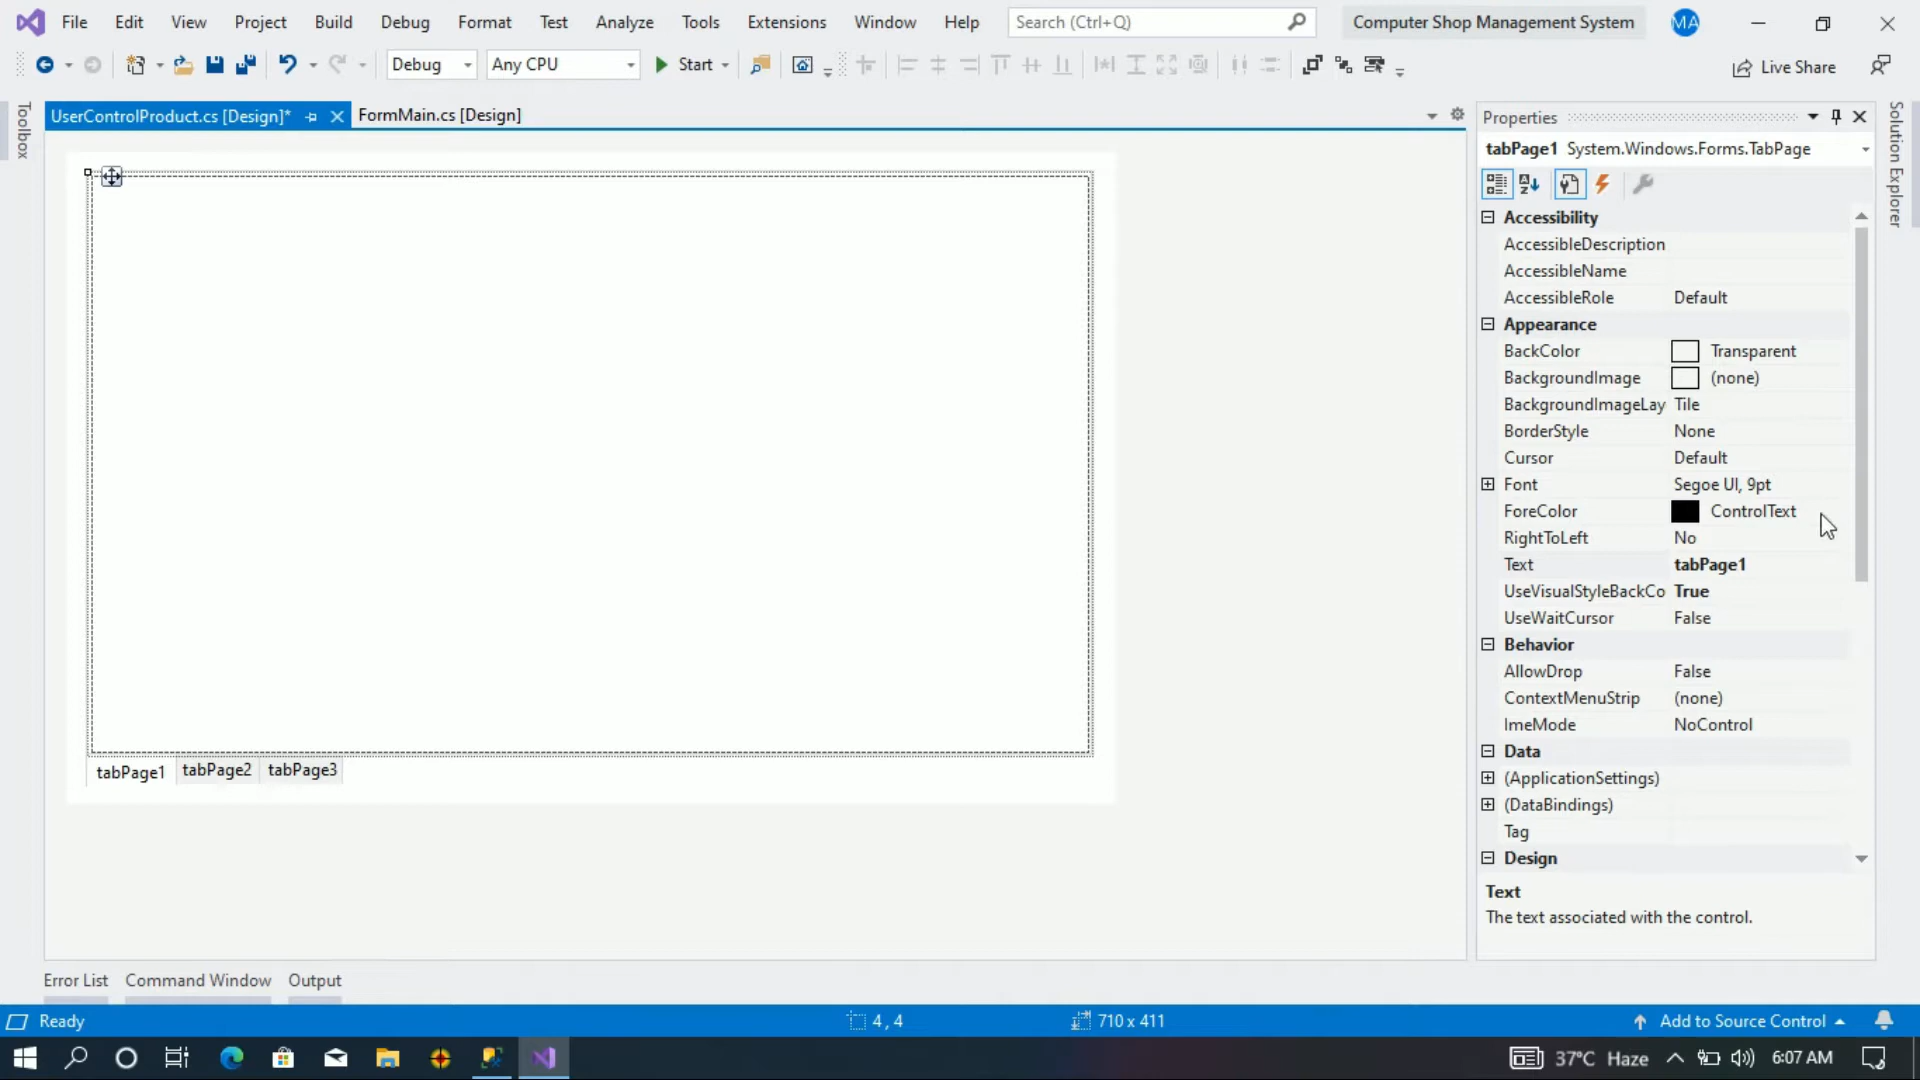 File Edit View Project Build Debug Format Test Analyze Tools Extensions Window Help Search (Ctrl+Q) Computer Shop Management System MA
Debug Any CPU Start Live Share
Toolbox
UserControlProduct.cs [Design]* FormMain.cs [Design]
tabPage1 tabPage2 tabPage3
Properties
tabPage1 System.Windows.Forms.TabPage
Accessibility
AccessibleDescription
AccessibleName
AccessibleRole Default
Appearance
BackColor Transparent
BackgroundImage (none)
BackgroundImageLay Tile
BorderStyle None
Cursor Default
Font Segoe UI, 9pt
ForeColor ControlText
RightToLeft No
Text tabPage1
UseVisualStyleBackCo True
UseWaitCursor False
Behavior
AllowDrop False
ContextMenuStrip (none)
ImeMode NoControl
Data
(ApplicationSettings)
(DataBindings)
Tag
Design
Text
The text associated with the control.
Solution Explorer
Error List Command Window Output
Ready 4 , 4 710 x 411 Add to Source Control
37°C Haze 6:07 AM